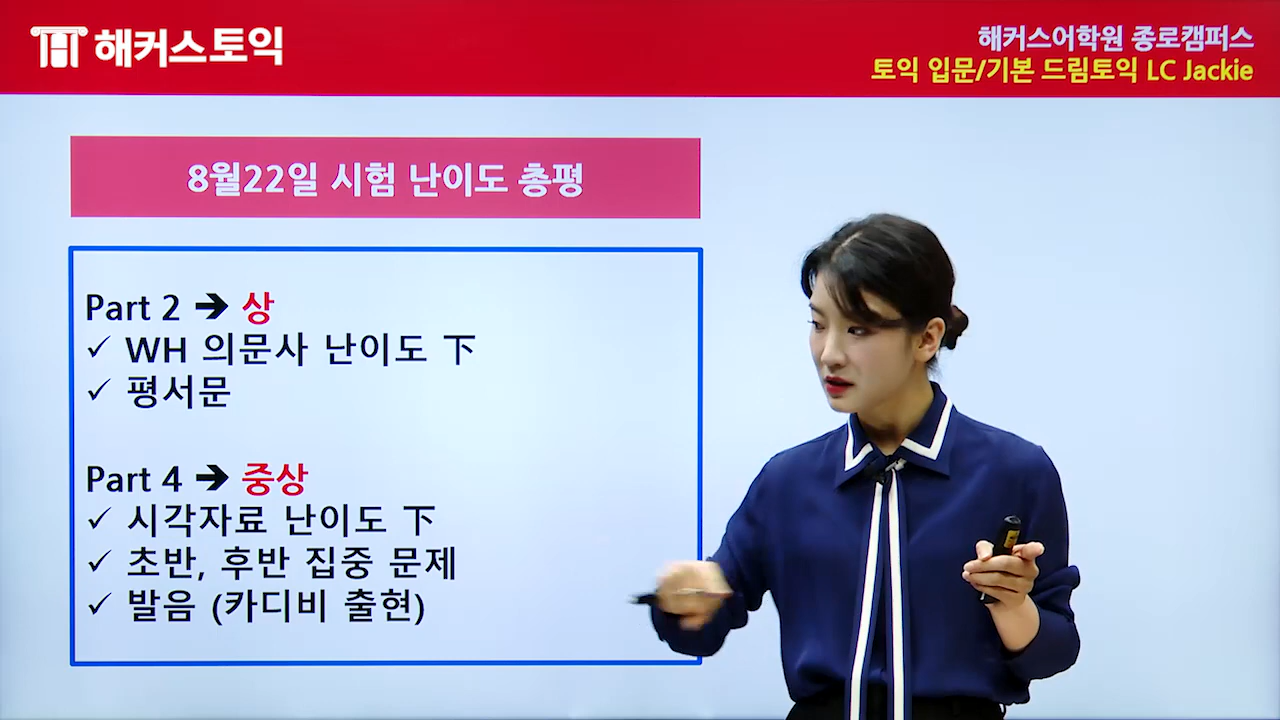 해커스토익
해커스어학원 종로캠퍼스
토익 입문/기본 드림토익 LC Jackie
8월22일 시험 난이도 총평
Part 2 ➔ 상
✓ WH 의문사 난이도 下
✓ 평서문
Part 4 ➔ 중상
✓ 시각자료 난이도 下
✓ 초반, 후반 집중 문제
✓ 발음 (카디비 출현)